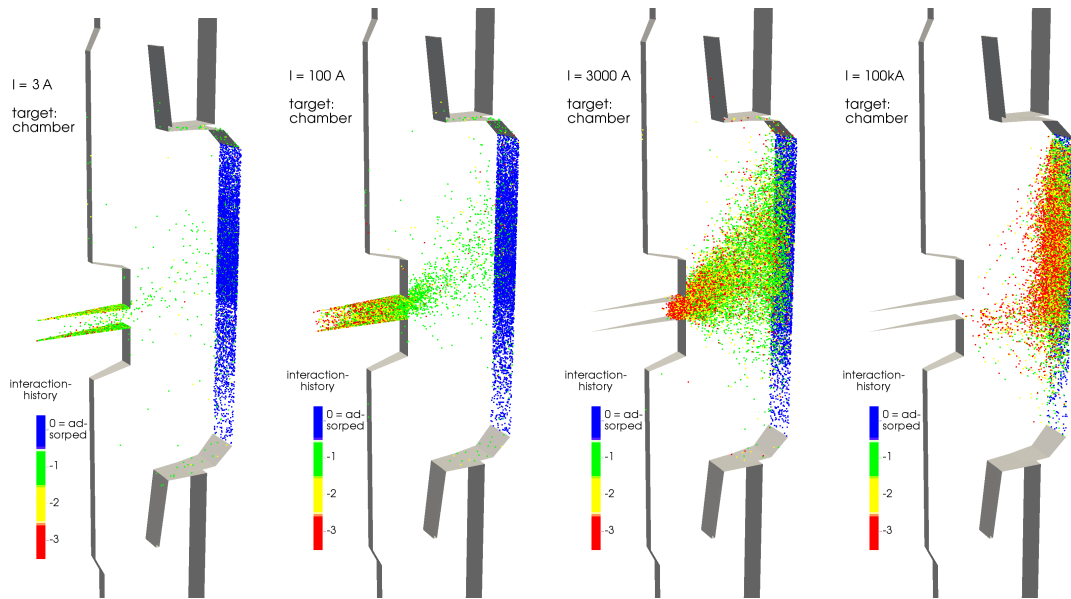 I = 3 A
target:
chamber
interaction-
history
0 = ad-
sorped
-1
-2
-3
I = 100 A
target:
chamber
interaction-
history
0 = ad-
sorped
-1
-2
-3
I = 3000 A
target:
chamber
interaction-
history
0 = ad-
sorped
-1
-2
-3
I = 100kA
target:
chamber
interaction-
history
0 = ad-
sorped
-1
-2
-3